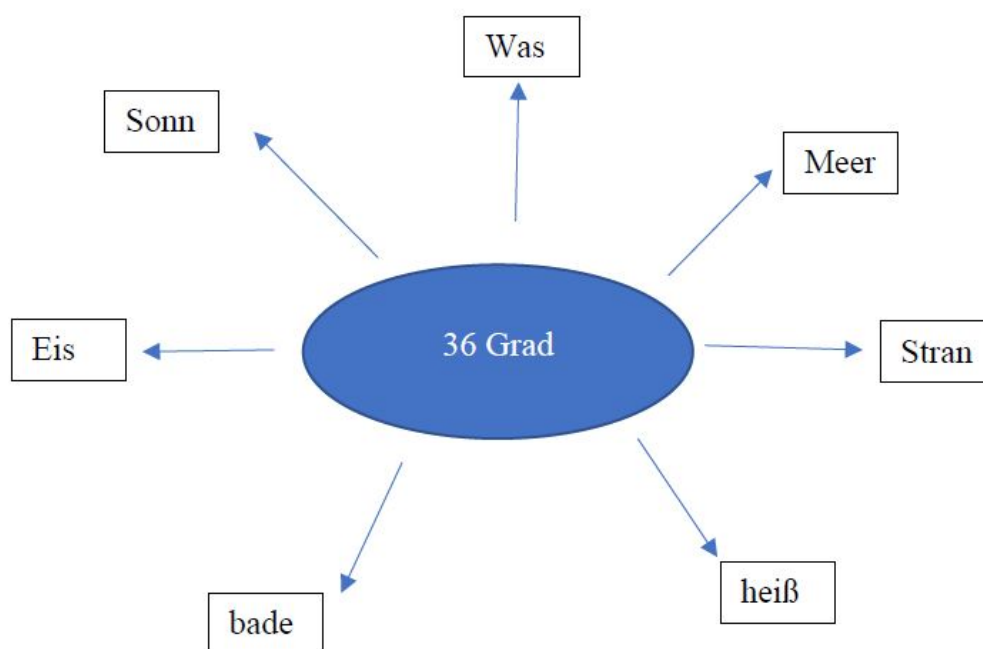 Was
Sonn
Meer
Eis
36 Grad
Stran
bade
heiß